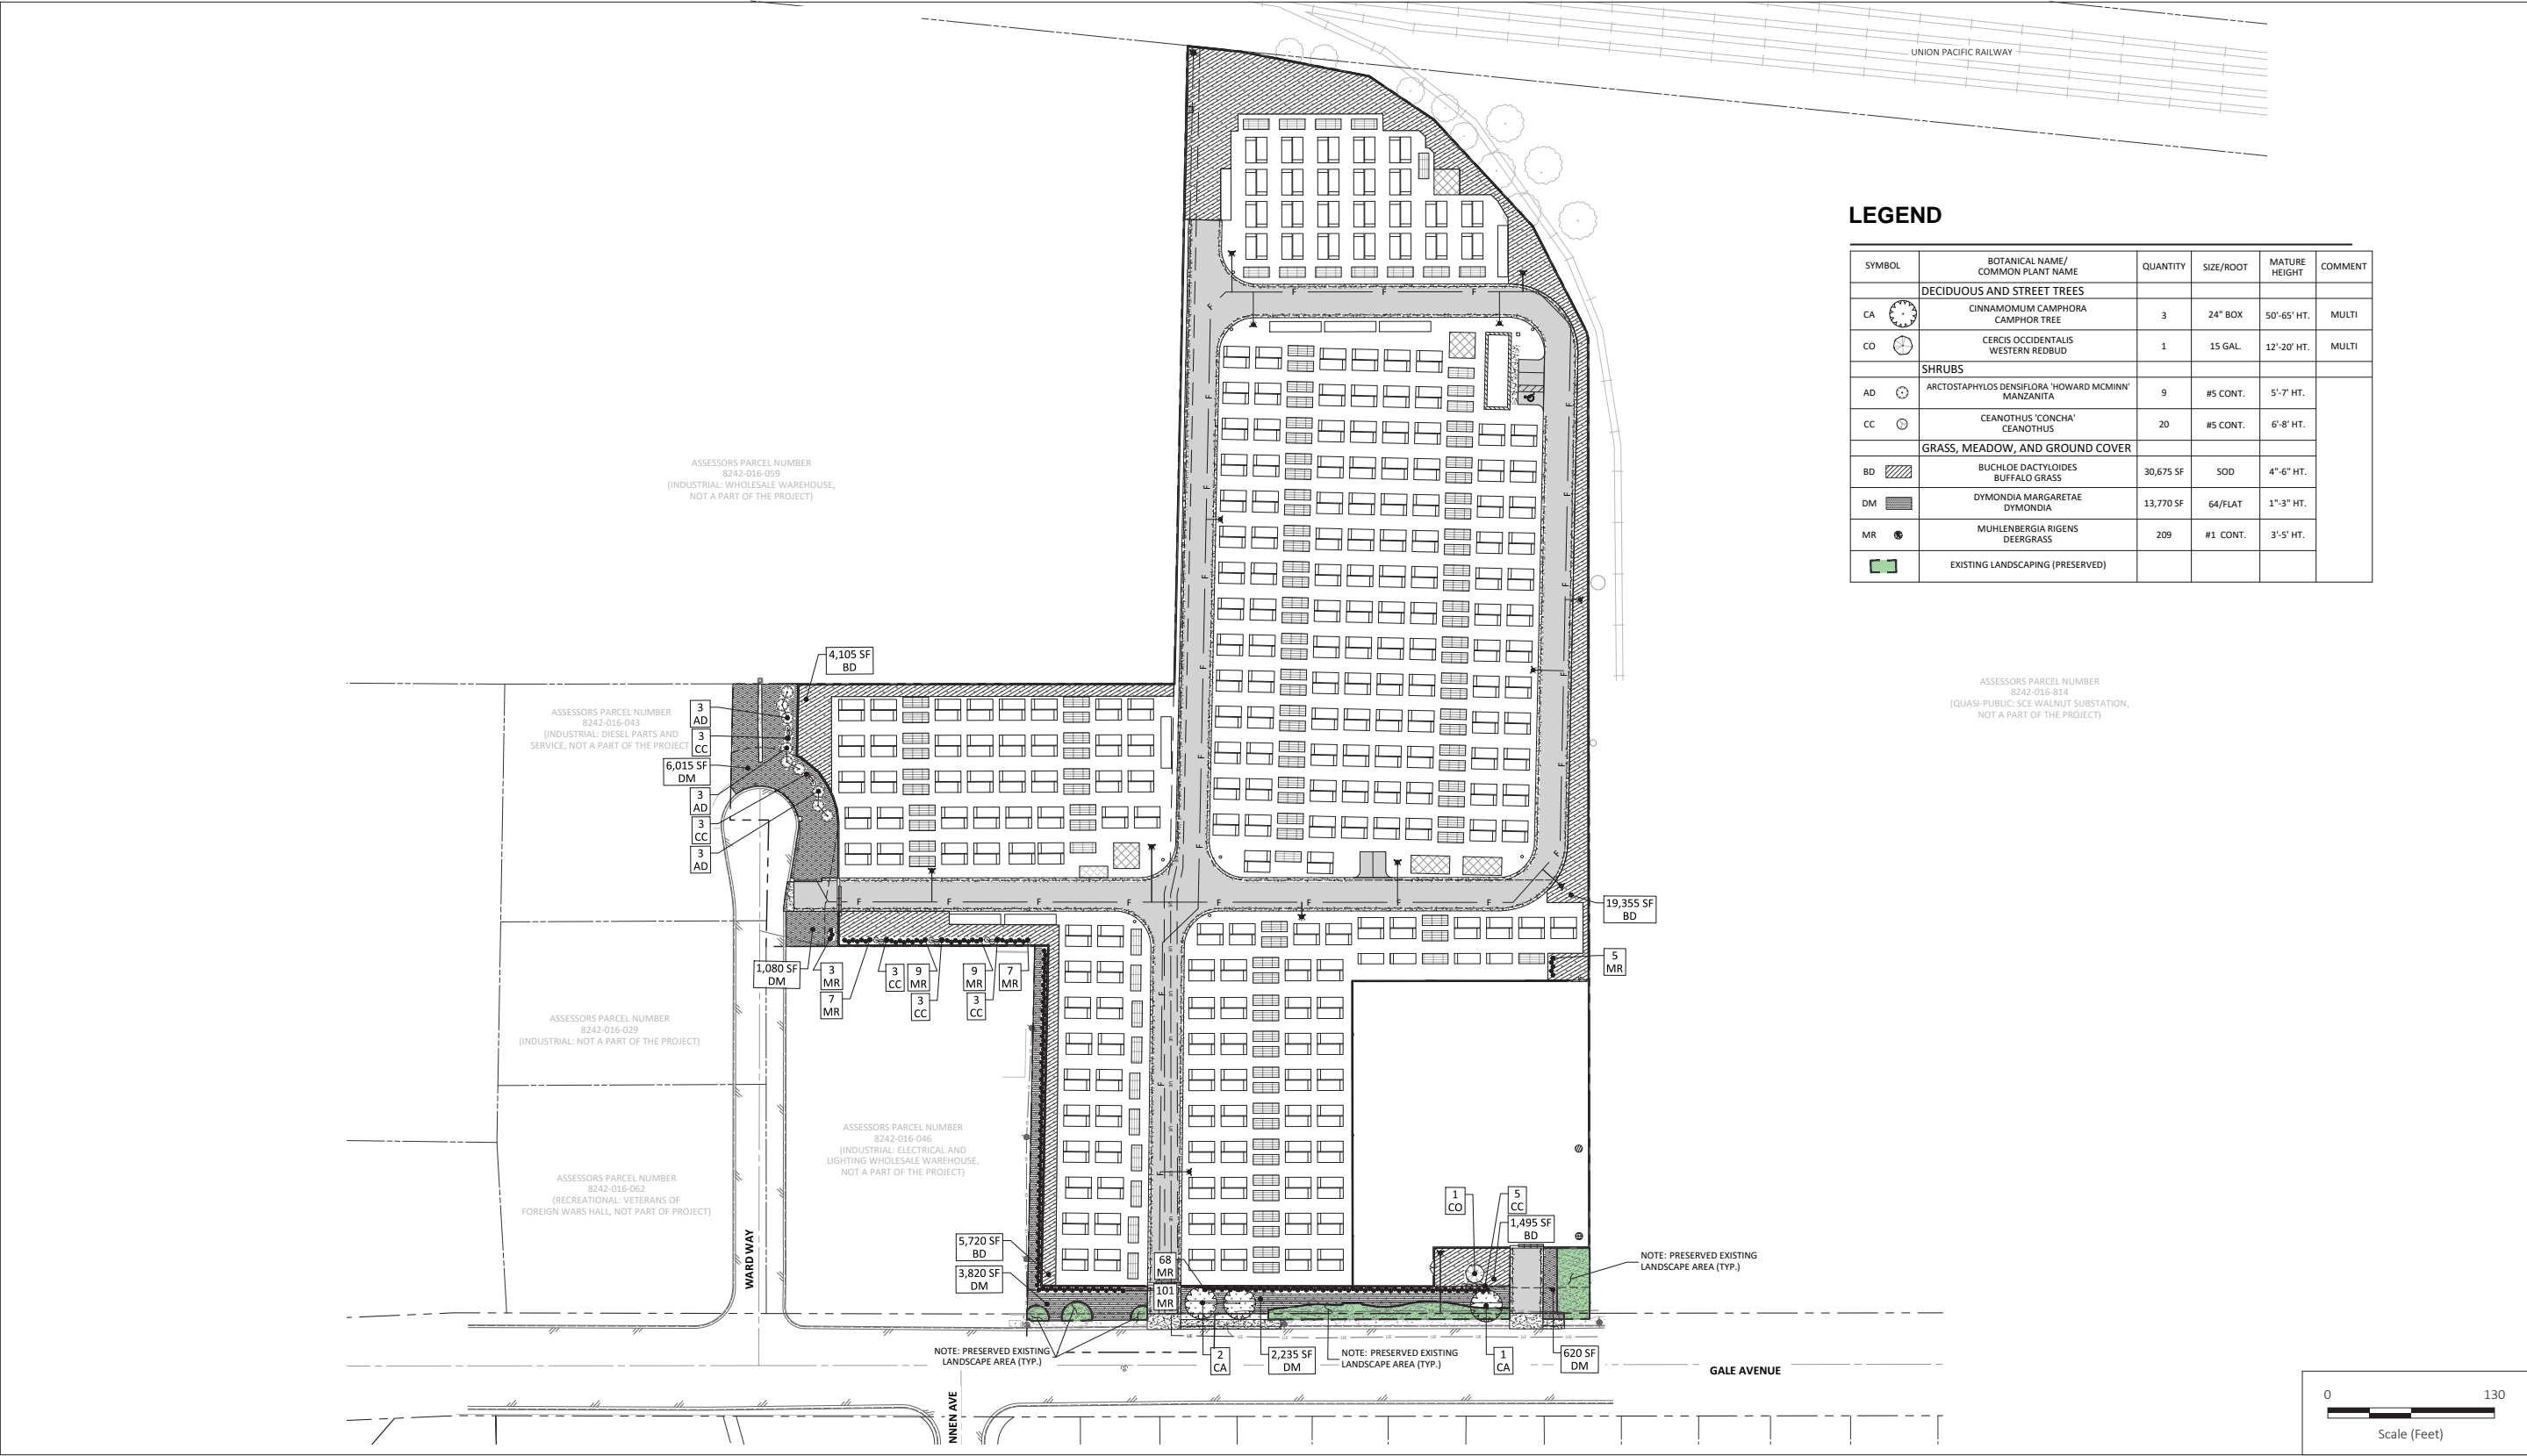 UNION PACIFIC RAILWAY
LEGEND
SYMBOL
BOTANICAL NAME/
COMMON PLANT NAME
QUANTITY
SIZE/ROOT
MATURE
HEIGHT
COMMENT
DECIDUOUS AND STREET TREES
CA
CINNAMOMUM CAMPHORA
CAMPHOR TREE
3
24" BOX
50'-65' HT.
MULTI
CO
CERCIS OCCIDENTALIS
WESTERN REDBUD
1
15 GAL.
12'-20' HT.
MULTI
SHRUBS
AD
ARCTOSTAPHYLOS DENSIFLORA 'HOWARD MCMINN'
MANZANITA
9
#5 CONT.
5'-7' HT.
CC
CEANOTHUS 'CONCHA'
CEANOTHUS
20
#5 CONT.
6'-8' HT.
GRASS, MEADOW, AND GROUND COVER
BD
BUCHLOE DACTYLOIDES
BUFFALO GRASS
30,675 SF
SOD
4"-6" HT.
DM
DYMONDIA MARGARETAE
DYMONDIA
13,770 SF
64/FLAT
1"-3" HT.
MR
MUHLENBERGIA RIGENS
DEERGRASS
209
#1 CONT.
3'-5' HT.
EXISTING LANDSCAPING (PRESERVED)
ASSESSORS PARCEL NUMBER
8242-016-059
(INDUSTRIAL: WHOLESALE WAREHOUSE,
NOT A PART OF THE PROJECT)
4,105 SF
BD
ASSESSORS PARCEL NUMBER
8242-016-043
(INDUSTRIAL: DIESEL PARTS AND
SERVICE, NOT A PART OF THE PROJECT
3
AD
3
CC
6,015 SF
DM
3
AD
3
CC
3
AD
ASSESSORS PARCEL NUMBER
8242-016-814
(QUASI-PUBLIC: SCE WALNUT SUBSTATION,
NOT A PART OF THE PROJECT)
19,355 SF
BD
5
MR
1,080 SF
DM
3
MR
7
MR
3
CC
9
MR
3
CC
9
MR
3
CC
7
MR
ASSESSORS PARCEL NUMBER
8242-016-029
(INDUSTRIAL: NOT A PART OF THE PROJECT)
ASSESSORS PARCEL NUMBER
8242-016-046
(INDUSTRIAL: ELECTRICAL AND
LIGHTING WHOLESALE WAREHOUSE,
NOT A PART OF THE PROJECT)
ASSESSORS PARCEL NUMBER
8242-016-062
(RECREATIONAL: VETERANS OF
FOREIGN WARS HALL, NOT PART OF PROJECT)
WARD WAY
5,720 SF
BD
3,820 SF
DM
68
MR
101
MR
1
CO
5
CC
1,495 SF
BD
NOTE: PRESERVED EXISTING
LANDSCAPE AREA (TYP.)
NOTE: PRESERVED EXISTING
LANDSCAPE AREA (TYP.)
2
CA
2,235 SF
DM
NOTE: PRESERVED EXISTING
LANDSCAPE AREA (TYP.)
1
CA
620 SF
DM
GALE AVENUE
NNEN AVE
0
130
Scale (Feet)